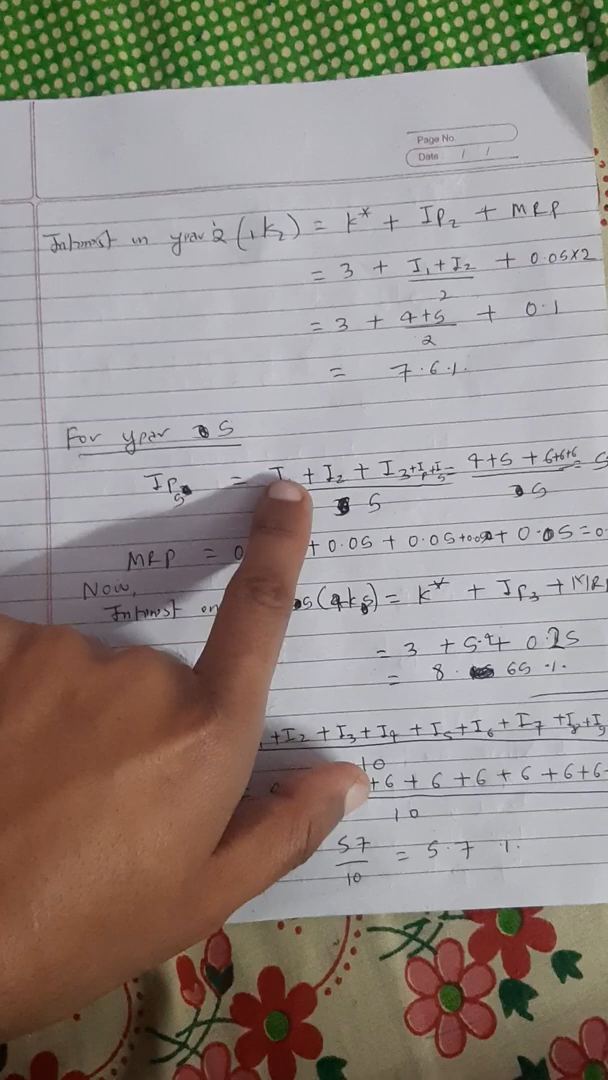 Page No.
Date / /
Interest on year 2 (1k2) = k* + IP2 + MRP
= 3 + I1 + I2 / 2 + 0.05×2
= 3 + 4+5 / 2 + 0.1
= 7.6 %
For year 5
IP5 = I1 + I2 + I3+I4+I5 / 5 = 4+5+6+6+6 / 5 = 5
MRP = 0 + 0.05 + 0.05 + 0.05 = 0.
Now,
Interest on k5) = k* + IP3 + MRP
= 3 + 5.4 + 0.25
= 8. 65 %
+I2 + I3 + I4 + I5 + I6 + I7 + I8 + I9
10
+6 + 6 + 6 + 6 + 6+6+
10
57 / 10 = 5.7 %